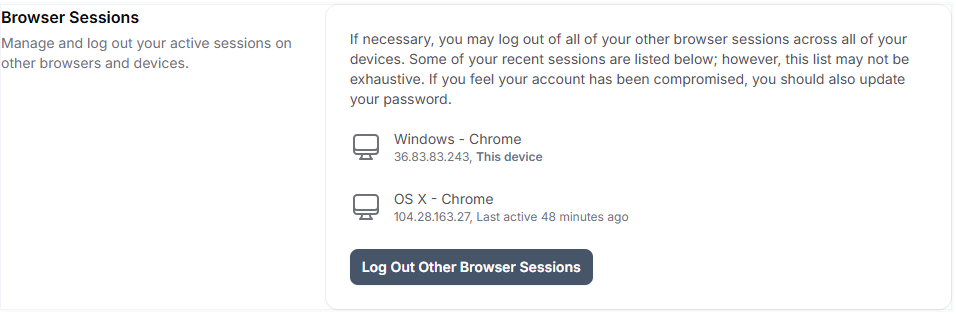 Browser Sessions
Manage and log out your active sessions on
other browsers and devices.
If necessary, you may log out of all of your other browser sessions across all of your
devices. Some of your recent sessions are listed below; however, this list may not be
exhaustive. If you feel your account has been compromised, you should also update
your password.
Windows - Chrome
36.83.83.243, This device
OS X - Chrome
104.28.163.27, Last active 48 minutes ago
Log Out Other Browser Sessions